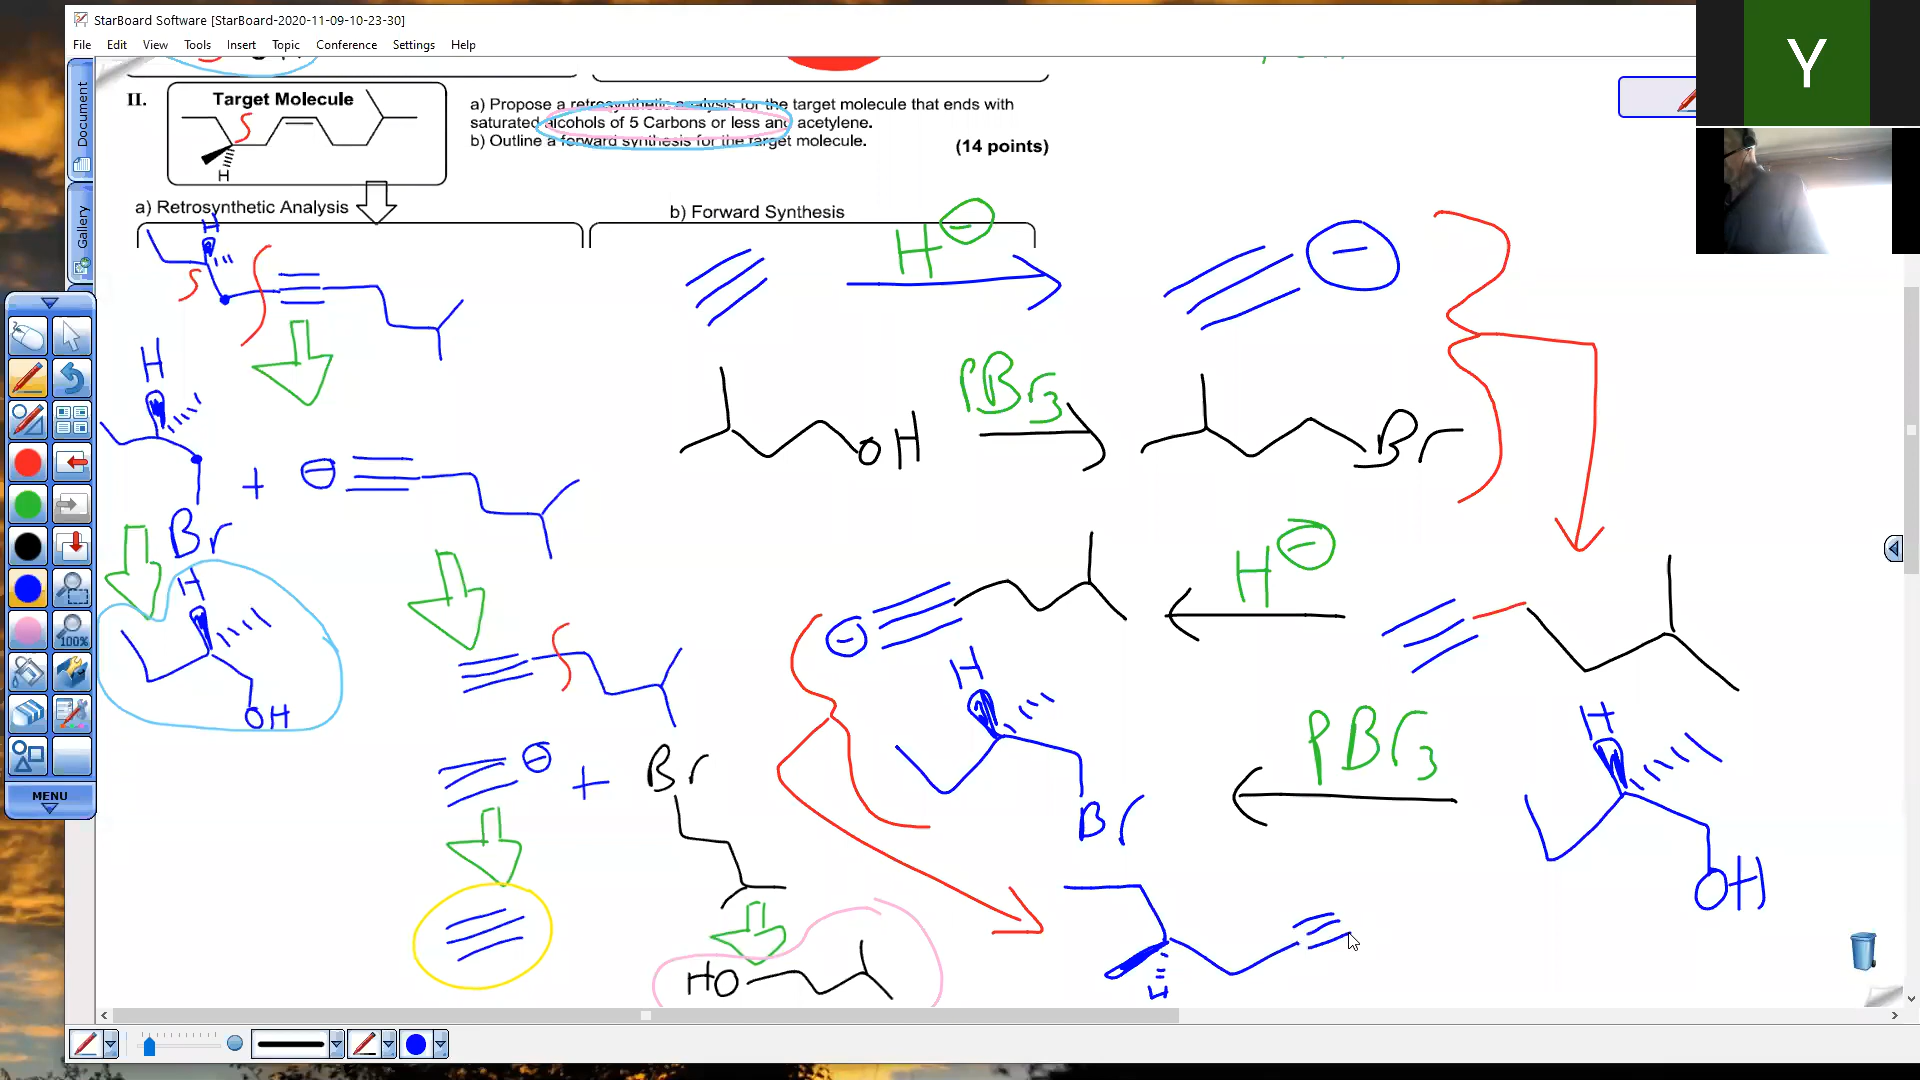 StarBoard Software [StarBoard-2020-11-09-10-23-30]
File Edit View Tools Insert Topic Conference Settings Help
Document
Gallery
II.
Target Molecule
H
a) Propose a retrosynthetic analysis for the target molecule that ends with
saturated alcohols of 5 Carbons or less and acetylene.
b) Outline a forward synthesis for the target molecule.
(14 points)
a) Retrosynthetic Analysis
b) Forward Synthesis
H
H
Br
+
H
OH
+
Br
HO
H
PBr3
OH
Br
H
H
Br
PBr3
H
OH
H
100%
MENU
Y